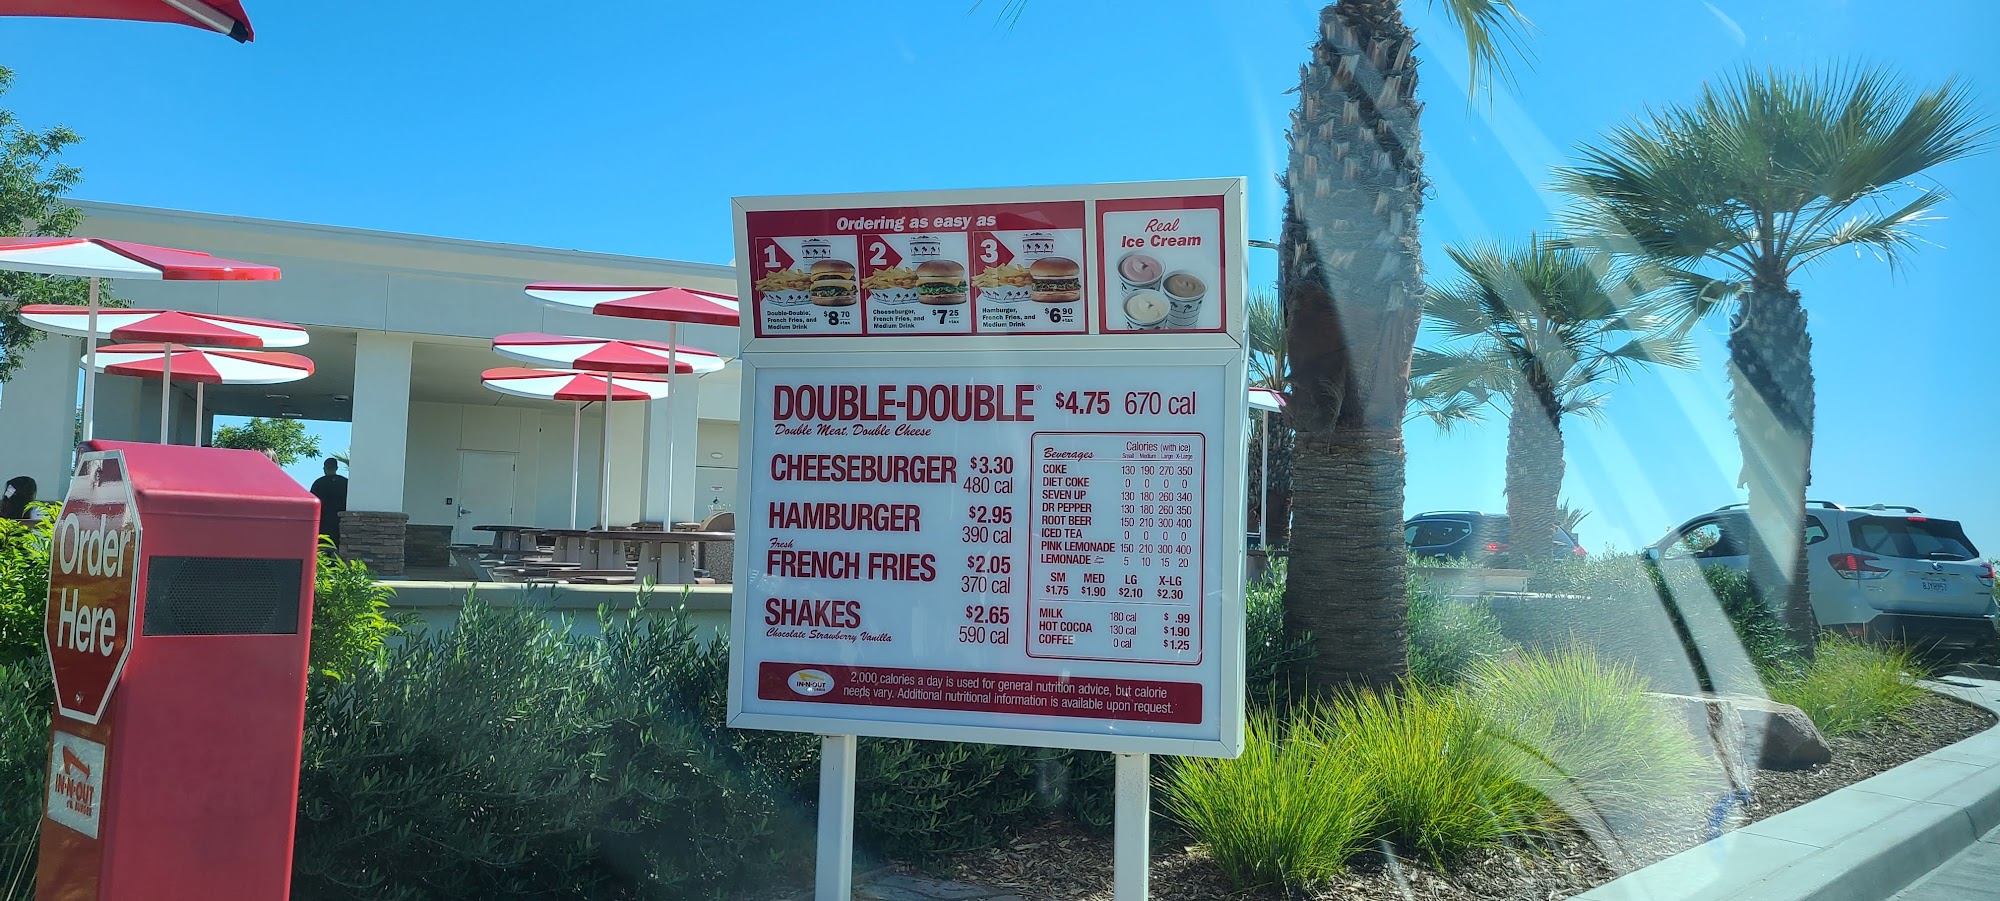 Ordering as easy as
1
Double-Double,
French Fries, and
Medium Drink
$8 70
+tax
2
Cheeseburger,
French Fries, and
Medium Drink
$7 25
+tax
3
Hamburger,
French Fries, and
Medium Drink
$6 90
+tax
Real
Ice Cream
DOUBLE-DOUBLE® $4.75 670 cal
Double Meat, Double Cheese
CHEESEBURGER $3.30
480 cal
HAMBURGER $2.95
390 cal
Fresh
FRENCH FRIES $2.05
370 cal
SHAKES $2.65
Chocolate Strawberry Vanilla 590 cal
Beverages Calories (with ice)
Small Medium Large X-Large
COKE 130 190 270 350
DIET COKE 0 0 0 0
SEVEN UP 130 180 260 340
DR PEPPER 130 180 260 350
ROOT BEER 150 210 300 400
ICED TEA 0 0 0 0
PINK LEMONADE 150 210 300 400
LEMONADE 5 10 15 20
SM MED LG X-LG
$1.75 $1.90 $2.10 $2.30
MILK 180 cal $ .99
HOT COCOA 130 cal $1.90
COFFEE 0 cal $1.25
IN-N-OUT
BURGER
2,000 calories a day is used for general nutrition advice, but calorie
needs vary. Additional nutritional information is available upon request.
Order
Here
IN-N-OUT
BURGER